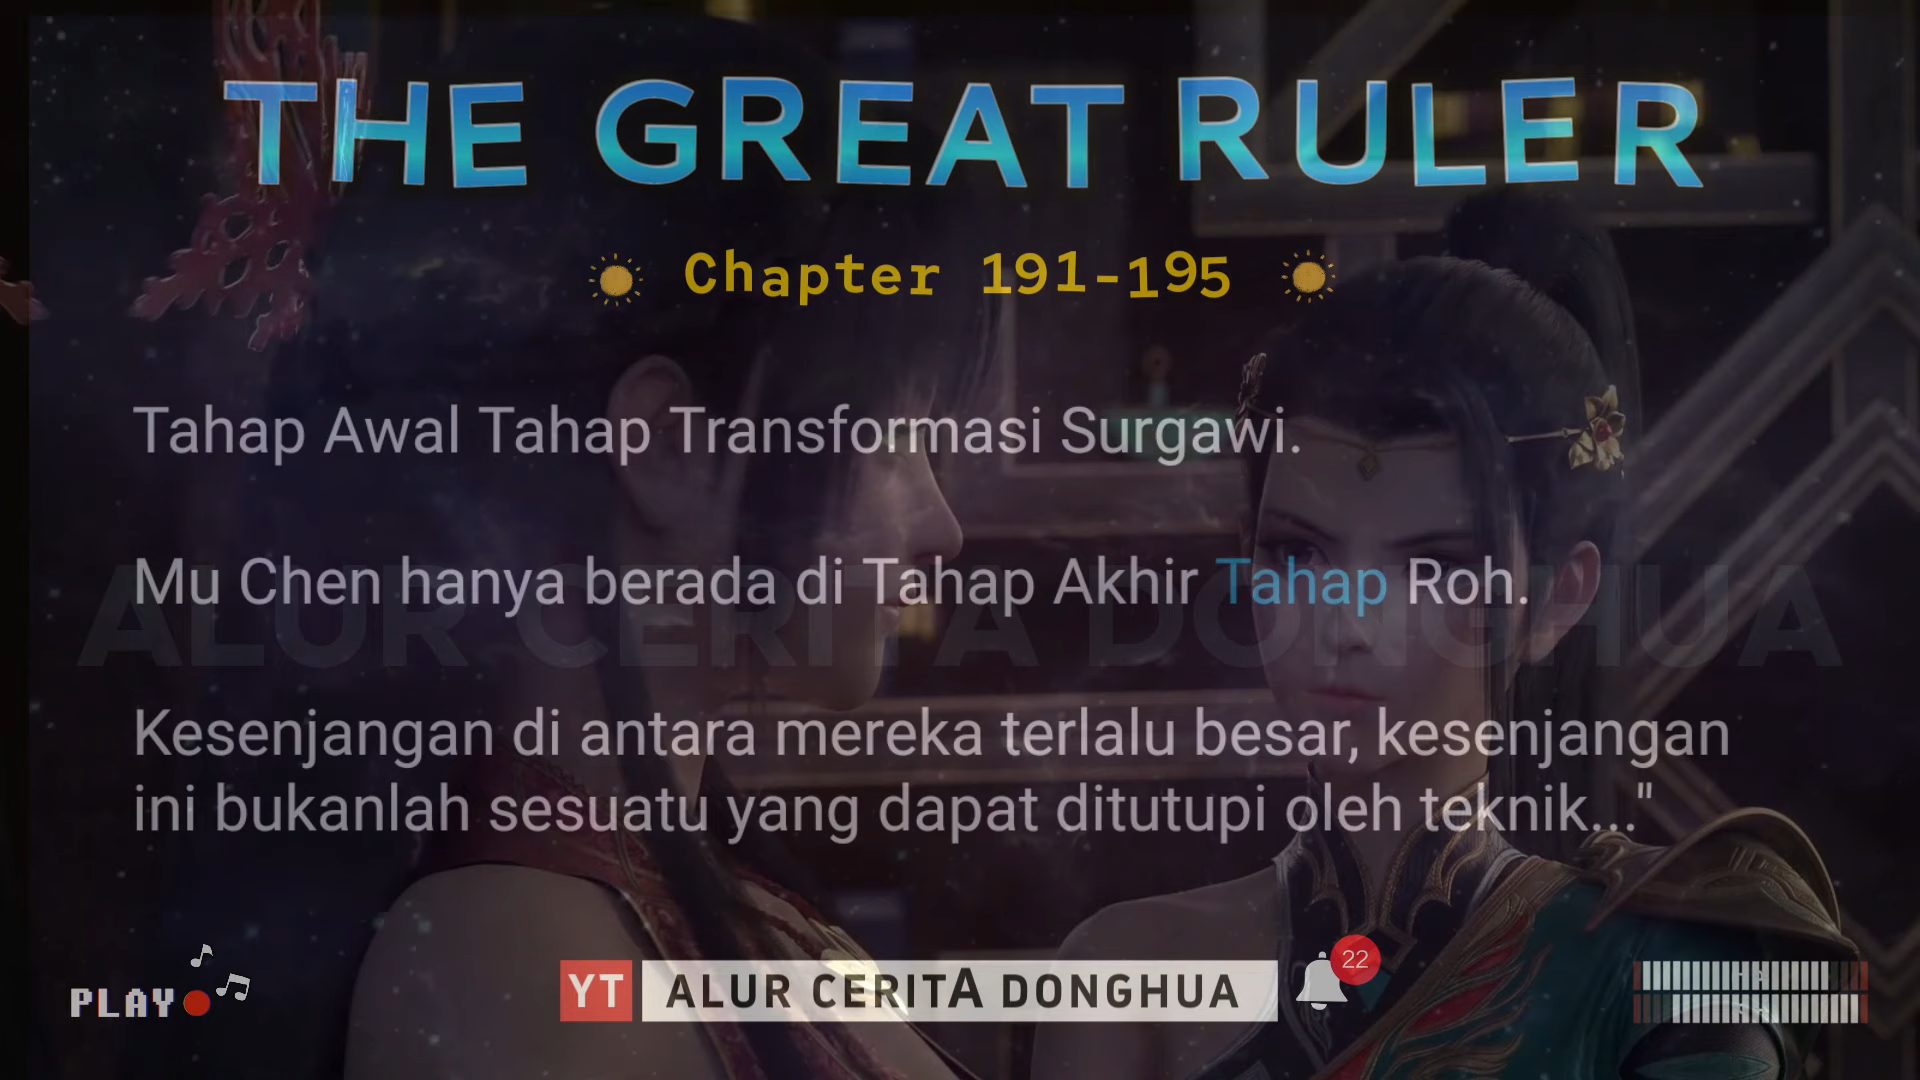 THE GREAT RULER
Chapter 191-195
Tahap Awal Tahap Transformasi Surgawi.
Mu Chen hanya berada di Tahap Akhir Tahap Roh.
ALUR CERITA DONGHUA
Kesenjangan di antara mereka terlalu besar, kesenjangan
ini bukanlah sesuatu yang dapat ditutupi oleh teknik..."
PLAY
YT ALUR CERITA DONGHUA
22